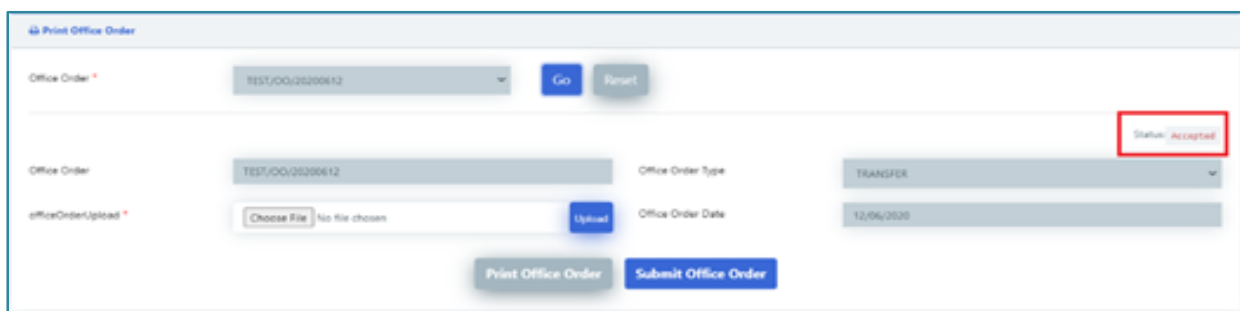 Print Office Order
Office Order *
TEST/OO/20200612
Go
Reset
Status: Accepted
Office Order
TEST/OO/20200612
Office Order Type
TRANSFER
officeOrderUpload *
Choose File No file chosen
Upload
Office Order Date
12/06/2020
Print Office Order
Submit Office Order